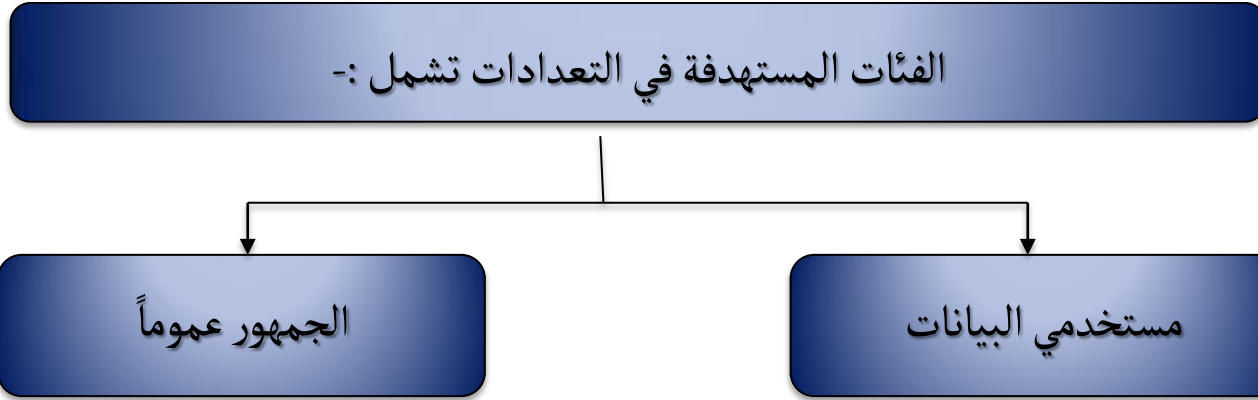 الفئات المستهدفة في التعدادات تشمل :-
مستخدمي البيانات
الجمهور عموماً